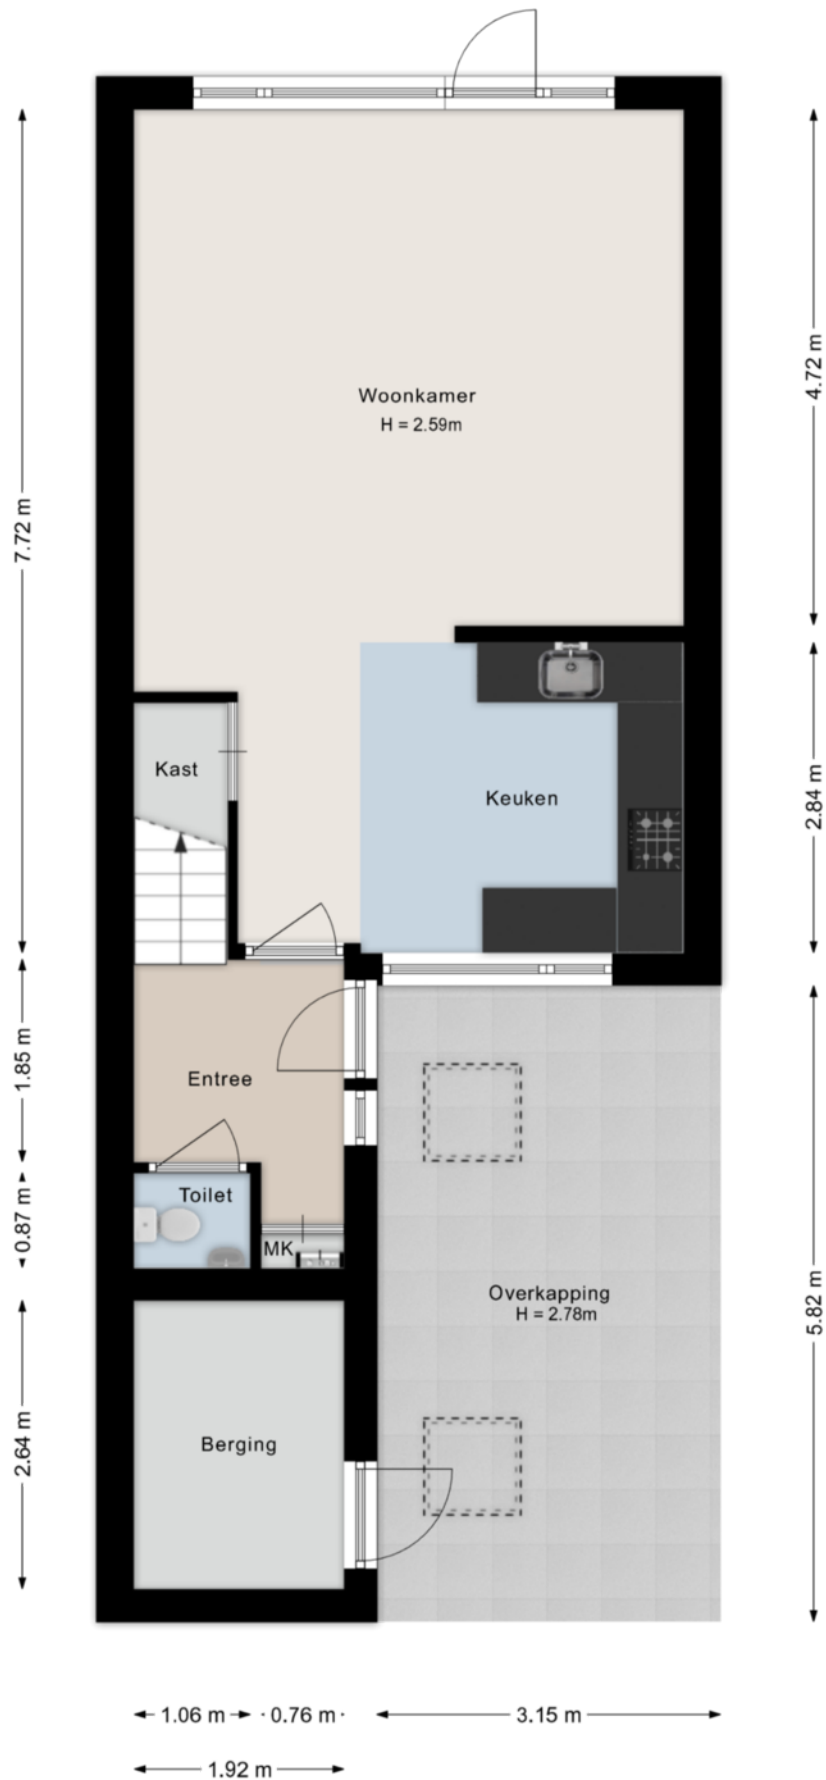 Woonkamer
H = 2.59m
4.72 m
7.72 m
Kast
Keuken
2.84 m
Entree
1.85 m
Toilet
0.87 m
MK
Overkapping
H = 2.78m
5.82 m
Berging
2.64 m
1.06 m
0.76 m
3.15 m
1.92 m